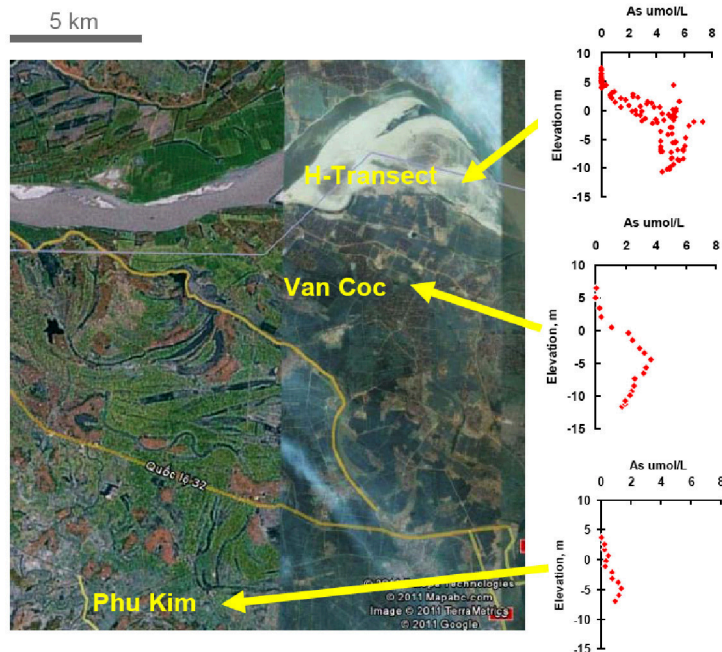 5 km
As umol/L
0 2 4 6 8
10
5
0
-5
-10
-15
Elevation m
H-Transect
As umol/L
0 2 4 6 8
10
5
0
-5
-10
-15
Elevation, m
Van Coc
Quốc lộ 32
As umol/L
0 2 4 6 8
10
5
0
-5
-10
-15
Elevation, m
Phu Kim
Technologies
© 2011 Mapabc.com
Image © 2011 TerraMetrics
© 2011 Google